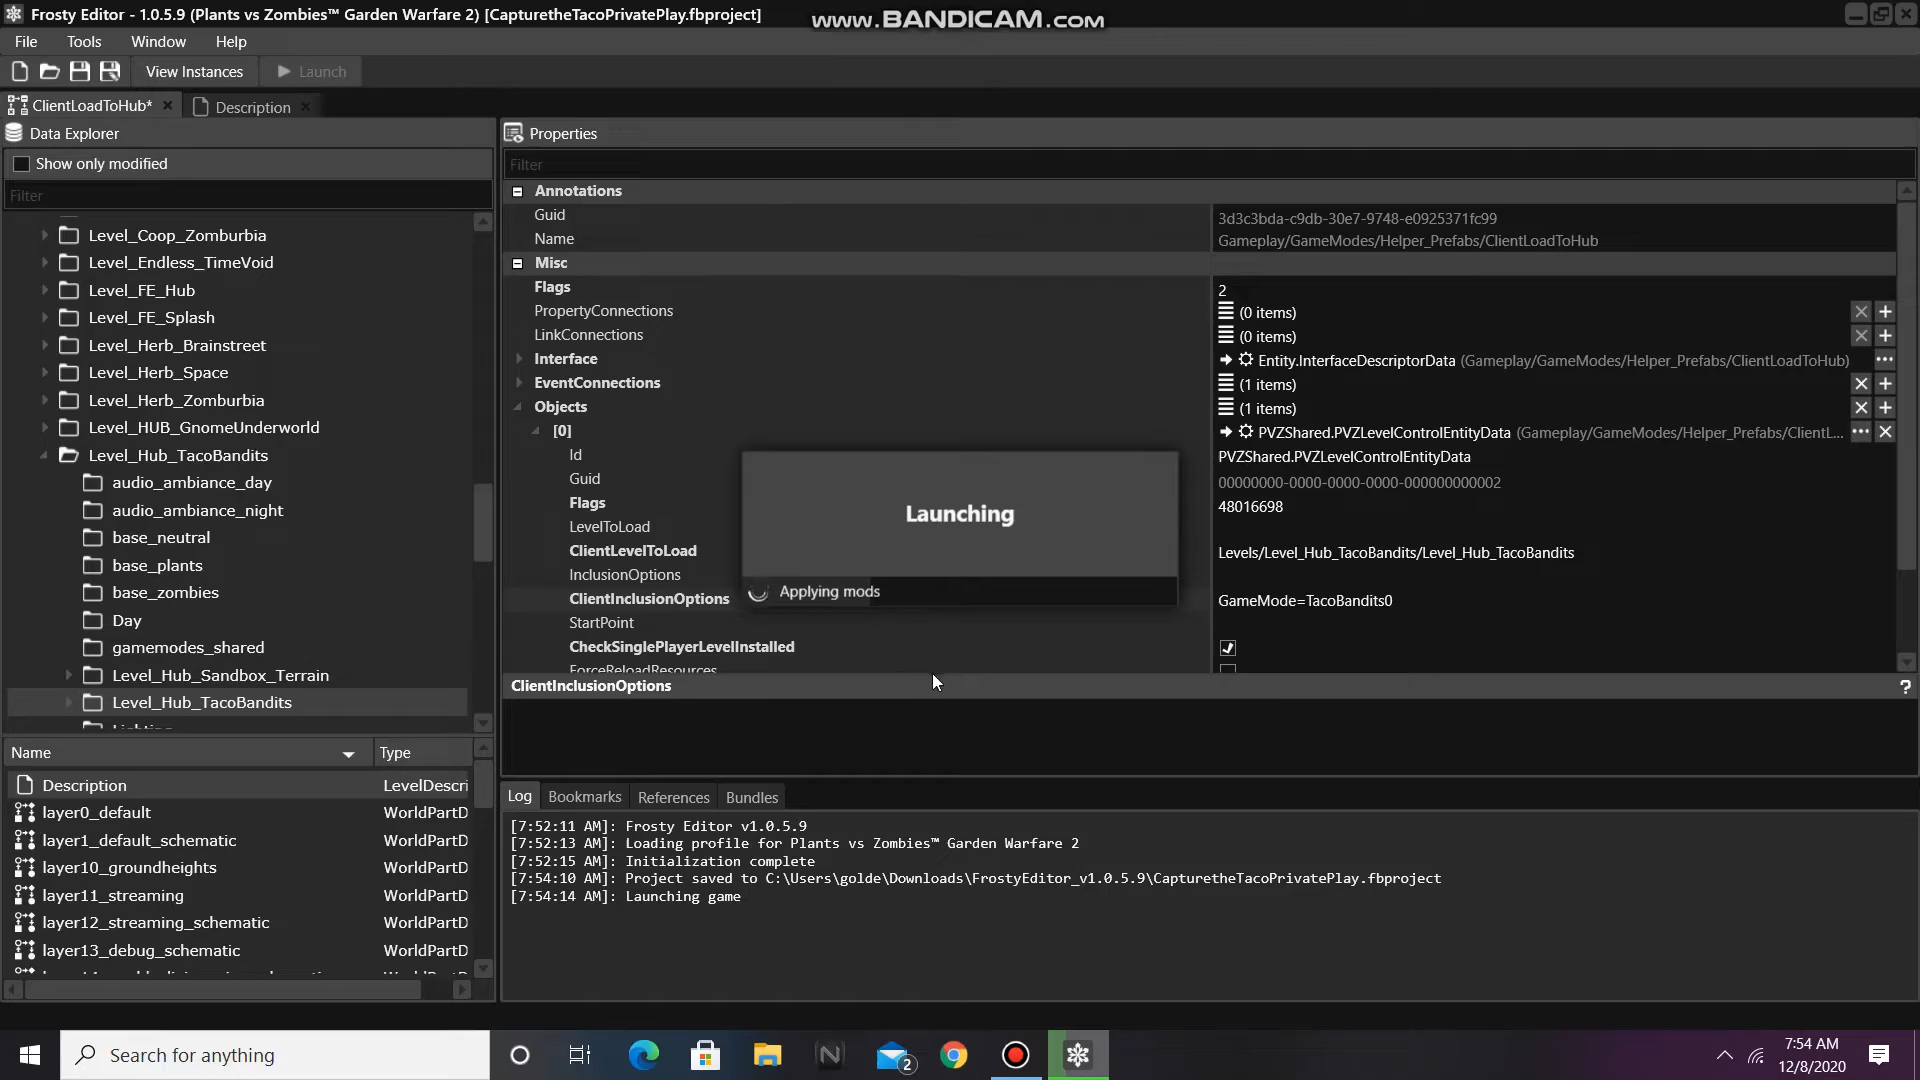 Frosty Editor - 1.0.5.9 (Plants vs Zombies™ Garden Warfare 2) [CapturetheTacoPrivatePlay.fbproject]
www.BANDICAM.com
File Tools Window Help
View Instances Launch
ClientLoadToHub* Description
Data Explorer
Show only modified
Filter
Level_Coop_Zomburbia
Level_Endless_TimeVoid
Level_FE_Hub
Level_FE_Splash
Level_Herb_Brainstreet
Level_Herb_Space
Level_Herb_Zomburbia
Level_HUB_GnomeUnderworld
Level_Hub_TacoBandits
audio_ambiance_day
audio_ambiance_night
base_neutral
base_plants
base_zombies
Day
gamemodes_shared
Level_Hub_Sandbox_Terrain
Level_Hub_TacoBandits
Name Type
Description LevelDescri
layer0_default WorldPartD
layer1_default_schematic WorldPartD
layer10_groundheights WorldPartD
layer11_streaming WorldPartD
layer12_streaming_schematic WorldPartD
layer13_debug_schematic WorldPartD
Properties
Filter
Annotations
Guid 3d3c3bda-c9db-30e7-9748-e0925371fc99
Name Gameplay/GameModes/Helper_Prefabs/ClientLoadToHub
Misc
Flags 2
PropertyConnections (0 items)
LinkConnections (0 items)
Interface Entity.InterfaceDescriptorData (Gameplay/GameModes/Helper_Prefabs/ClientLoadToHub)
EventConnections (1 items)
Objects (1 items)
[0] PVZShared.PVZLevelControlEntityData (Gameplay/GameModes/Helper_Prefabs/ClientL...
Id PVZShared.PVZLevelControlEntityData
Guid 00000000-0000-0000-0000-000000000002
Flags 48016698
LevelToLoad
ClientLevelToLoad Levels/Level_Hub_TacoBandits/Level_Hub_TacoBandits
InclusionOptions
ClientInclusionOptions GameMode=TacoBandits0
StartPoint
CheckSinglePlayerLevelInstalled
ForceReloadResources
Launching
Applying mods
ClientInclusionOptions ?
Log Bookmarks References Bundles
[7:52:11 AM]: Frosty Editor v1.0.5.9
[7:52:13 AM]: Loading profile for Plants vs Zombies™ Garden Warfare 2
[7:52:15 AM]: Initialization complete
[7:54:10 AM]: Project saved to C:\Users\golde\Downloads\FrostyEditor_v1.0.5.9\CapturetheTacoPrivatePlay.fbproject
[7:54:14 AM]: Launching game
Search for anything
2
7:54 AM
12/8/2020